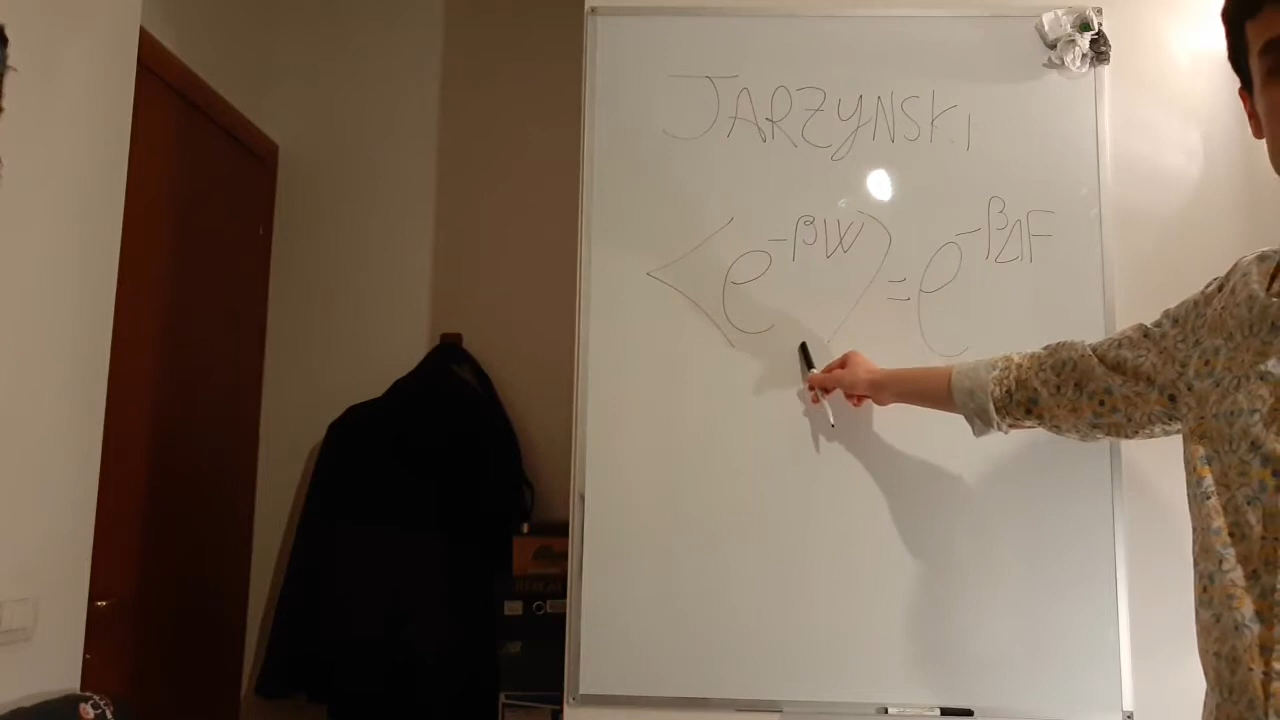 JARZYNSKI
⟨e^{-βW}⟩ = e^{-βΔF}